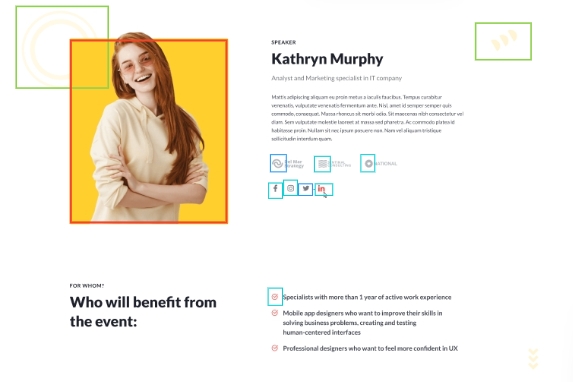 SPEAKER
Kathryn Murphy
Analyst and Marketing specialist in IT company
Mattis adipiscing aliquam eu proin metus a iaculis faucibus. Tempus curabitur
venenatis, vulputate venenatis fermentum ante. Nisl, amet id semper semper quis
commodo, consequat. Massa rhoncus sit morbi odio. Sit maecenas nibh consectetur vel
diam. Sem vulputate molestie laoreet at massa sed pharetra. Ac commodo platea id
habitasse proin. Nullam sit nec ipsum posuere non. Nam vel aliquam tristique
sollicitudin interdum quam.
Strategy
FOR WHOM?
Who will benefit from
the event:
Specialists with more than 1 year of active work experience
Mobile app designers who want to improve their skills in
solving business problems, creating and testing
human-centered interfaces
Professional designers who want to feel more confident in UX